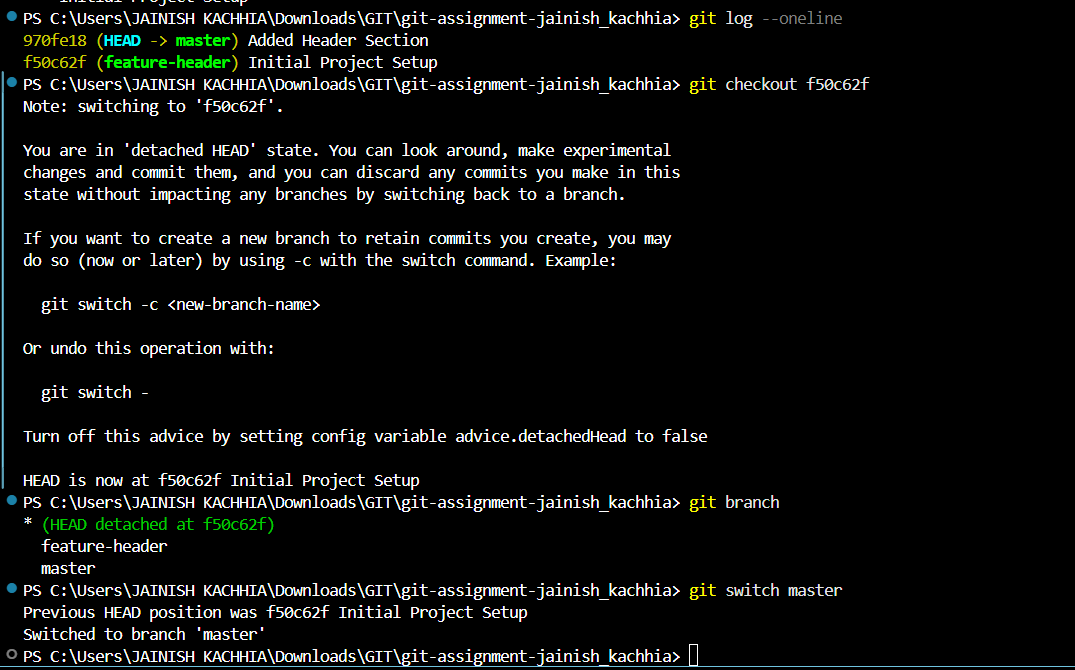 PS C:\Users\JAINISH KACHHIA\Downloads\GIT\git-assignment-jainish_kachhia> git log --oneline
970fe18 (HEAD -> master) Added Header Section
f50c62f (feature-header) Initial Project Setup
PS C:\Users\JAINISH KACHHIA\Downloads\GIT\git-assignment-jainish_kachhia> git checkout f50c62f
Note: switching to 'f50c62f'.
You are in 'detached HEAD' state. You can look around, make experimental
changes and commit them, and you can discard any commits you make in this
state without impacting any branches by switching back to a branch.
If you want to create a new branch to retain commits you create, you may
do so (now or later) by using -c with the switch command. Example:
git switch -c <new-branch-name>
Or undo this operation with:
git switch -
Turn off this advice by setting config variable advice.detachedHead to false
HEAD is now at f50c62f Initial Project Setup
PS C:\Users\JAINISH KACHHIA\Downloads\GIT\git-assignment-jainish_kachhia> git branch
* (HEAD detached at f50c62f)
feature-header
master
PS C:\Users\JAINISH KACHHIA\Downloads\GIT\git-assignment-jainish_kachhia> git switch master
Previous HEAD position was f50c62f Initial Project Setup
Switched to branch 'master'
PS C:\Users\JAINISH KACHHIA\Downloads\GIT\git-assignment-jainish_kachhia>